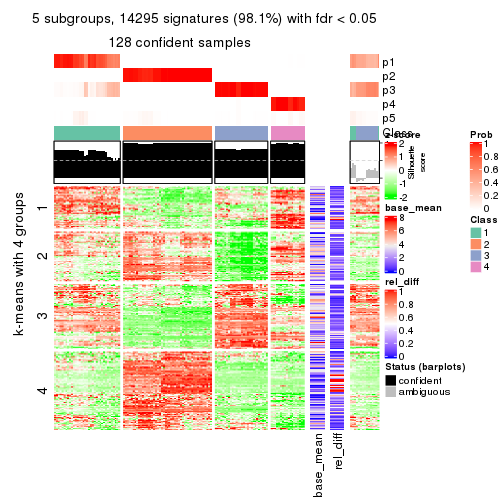 5 subgroups, 14295 signatures (98.1%) with fdr < 0.05
128 confident samples
p1
p2
p3
p4
p5
Class
k-means with 4 groups
1
2
3
4
base_mean
rel_diff
z-score
2
1
0
-1
-2
Silhouette
score
base_mean
8
6
4
2
0
rel_diff
1
0.8
0.6
0.4
0.2
0
Status (barplots)
confident
ambiguous
Prob
1
0.8
0.6
0.4
0.2
0
Class
1
2
3
4